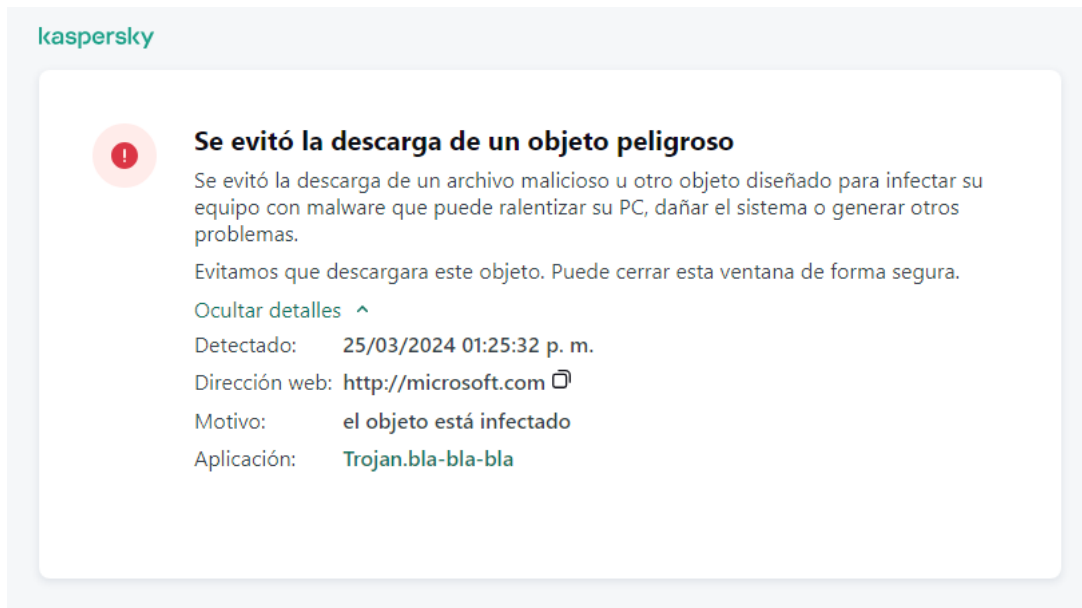 kaspersky
Se evitó la descarga de un objeto peligroso
Se evitó la descarga de un archivo malicioso u otro objeto diseñado para infectar su
equipo con malware que puede ralentizar su PC, dañar el sistema o generar otros
problemas.
Evitamos que descargara este objeto. Puede cerrar esta ventana de forma segura.
Ocultar detalles
Detectado: 25/03/2024 01:25:32 p. m.
Dirección web: http://microsoft.com
Motivo: el objeto está infectado
Aplicación: Trojan.bla-bla-bla